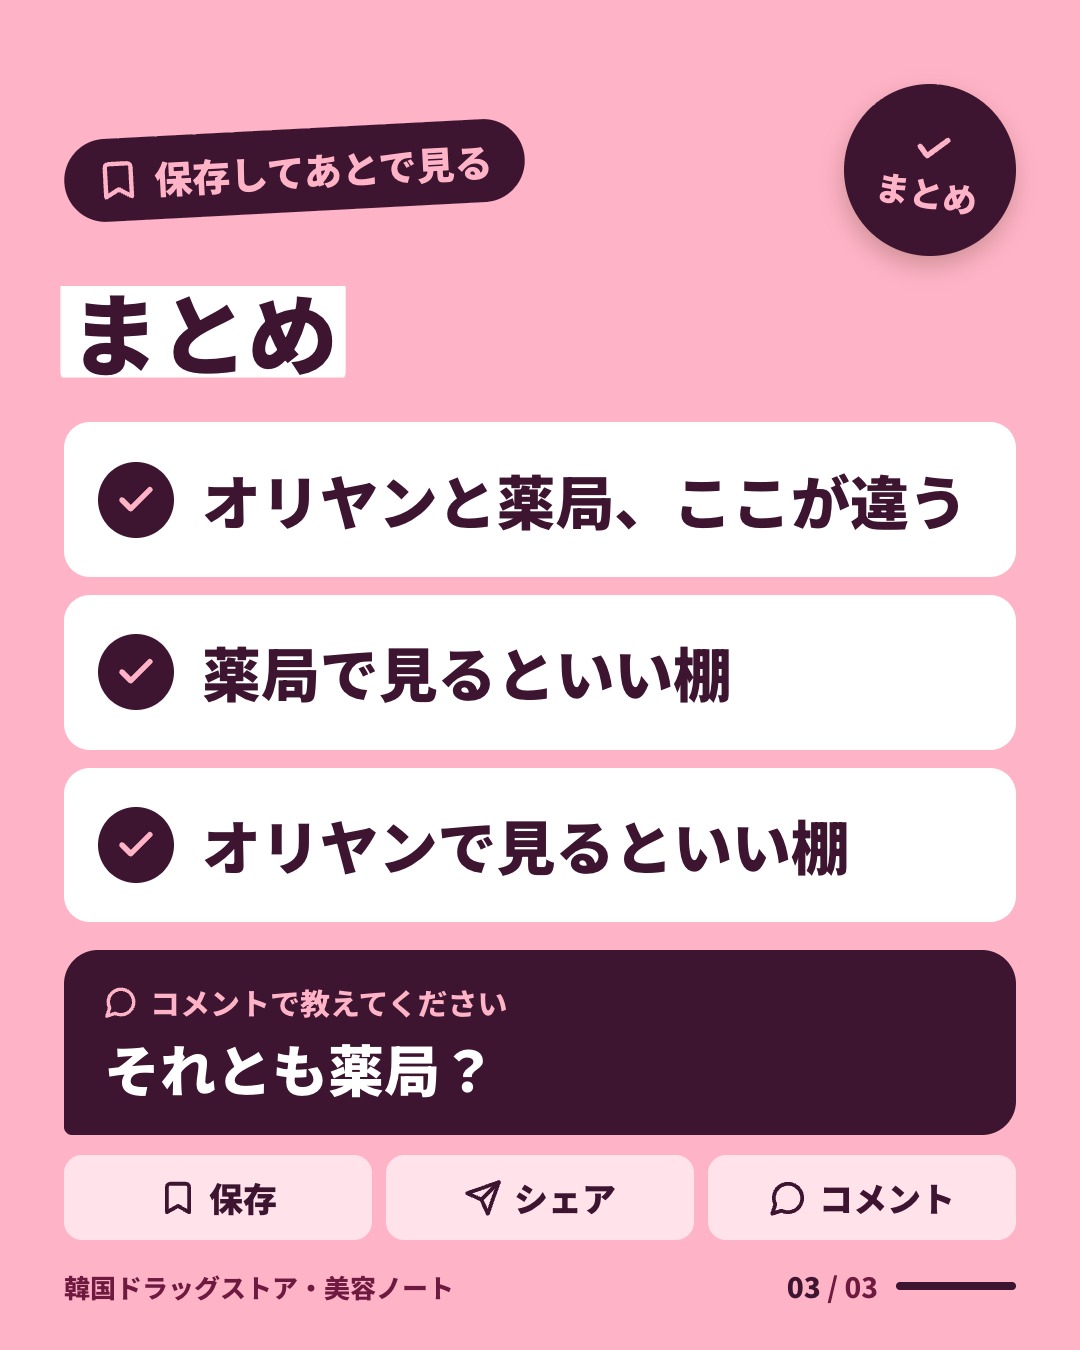 保存してあとで見る
まとめ
まとめ
オリヤンと薬局、ここが違う
薬局で見るといい棚
オリヤンで見るといい棚
コメントで教えてください
それとも薬局？
保存
シェア
コメント
韓国ドラッグストア・美容ノート
03 / 03